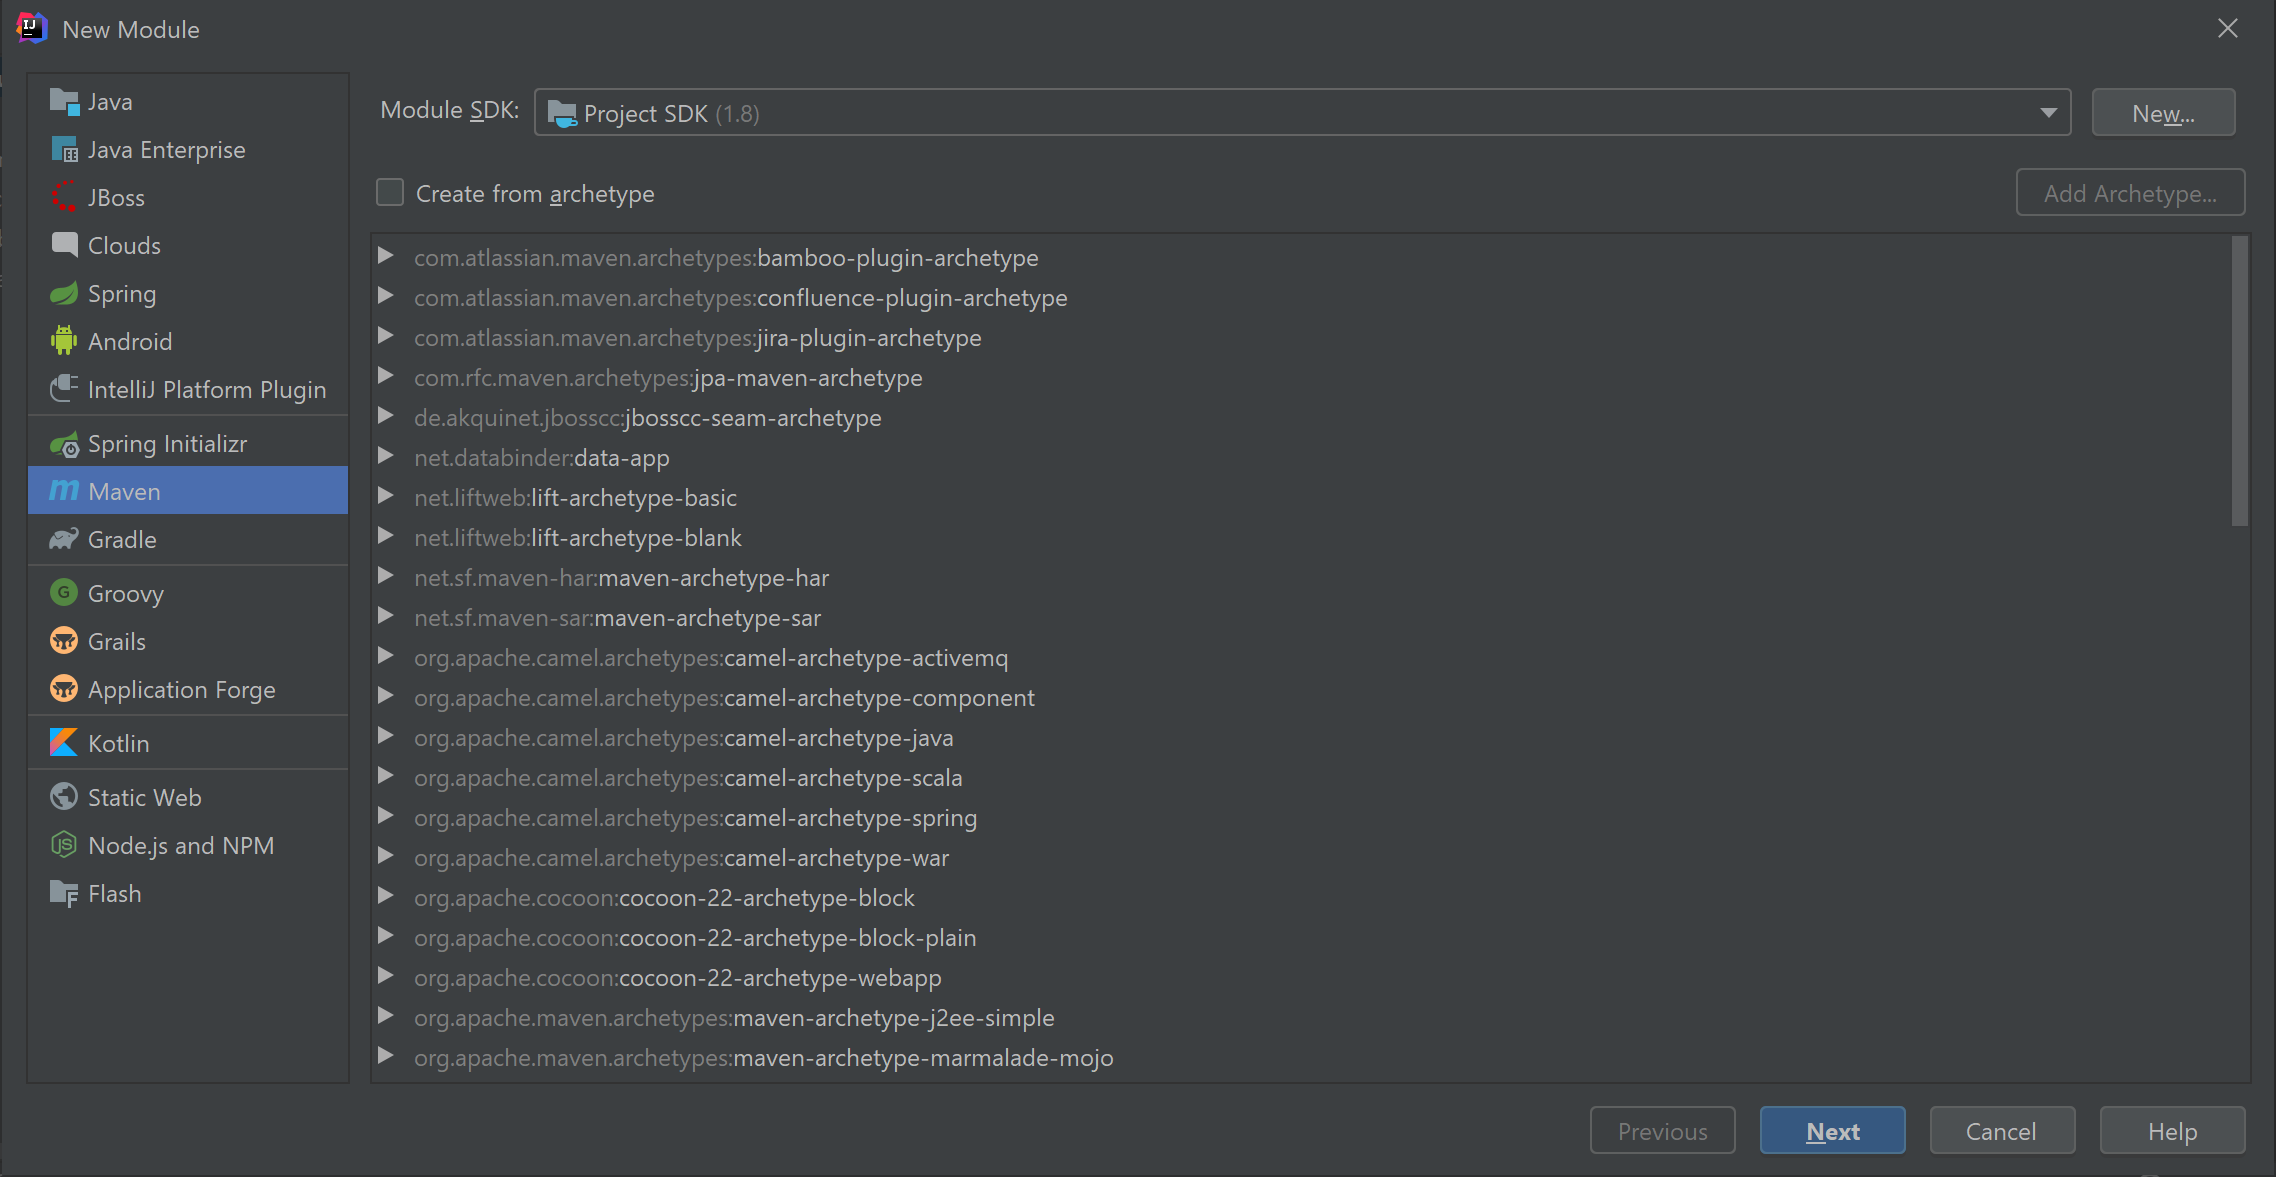 New Module
Java
Java Enterprise
JBoss
Clouds
Spring
Android
IntelliJ Platform Plugin
Spring Initializr
Maven
Gradle
Groovy
Grails
Application Forge
Kotlin
Static Web
Node.js and NPM
Flash
Module SDK: Project SDK (1.8) New...
Create from archetype Add Archetype...
com.atlassian.maven.archetypes:bamboo-plugin-archetype
com.atlassian.maven.archetypes:confluence-plugin-archetype
com.atlassian.maven.archetypes:jira-plugin-archetype
com.rfc.maven.archetypes:jpa-maven-archetype
de.akquinet.jbosscc:jbosscc-seam-archetype
net.databinder:data-app
net.liftweb:lift-archetype-basic
net.liftweb:lift-archetype-blank
net.sf.maven-har:maven-archetype-har
net.sf.maven-sar:maven-archetype-sar
org.apache.camel.archetypes:camel-archetype-activemq
org.apache.camel.archetypes:camel-archetype-component
org.apache.camel.archetypes:camel-archetype-java
org.apache.camel.archetypes:camel-archetype-scala
org.apache.camel.archetypes:camel-archetype-spring
org.apache.camel.archetypes:camel-archetype-war
org.apache.cocoon:cocoon-22-archetype-block
org.apache.cocoon:cocoon-22-archetype-block-plain
org.apache.cocoon:cocoon-22-archetype-webapp
org.apache.maven.archetypes:maven-archetype-j2ee-simple
org.apache.maven.archetypes:maven-archetype-marmalade-mojo
Previous Next Cancel Help